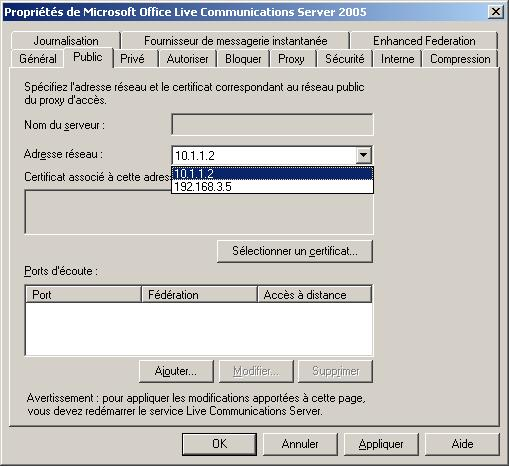 Propriétés de Microsoft Office Live Communications Server 2005
Journalisation Fournisseur de messagerie instantanée Enhanced Federation
Général Public Privé Autoriser Bloquer Proxy Sécurité Interne Compression
Spécifiez l'adresse réseau et le certificat correspondant au réseau public
du proxy d'accès.
Nom du serveur :
Adresse réseau : 10.1.1.2
10.1.1.2
Certificat associé à cette adres
192.168.3.5
Sélectionner un certificat...
Ports d'écoute :
Port Fédération Accès à distance
Ajouter... Modifier... Supprimer
Avertissement : pour appliquer les modifications apportées à cette page,
vous devez redémarrer le service Live Communications Server.
OK Annuler Appliquer Aide